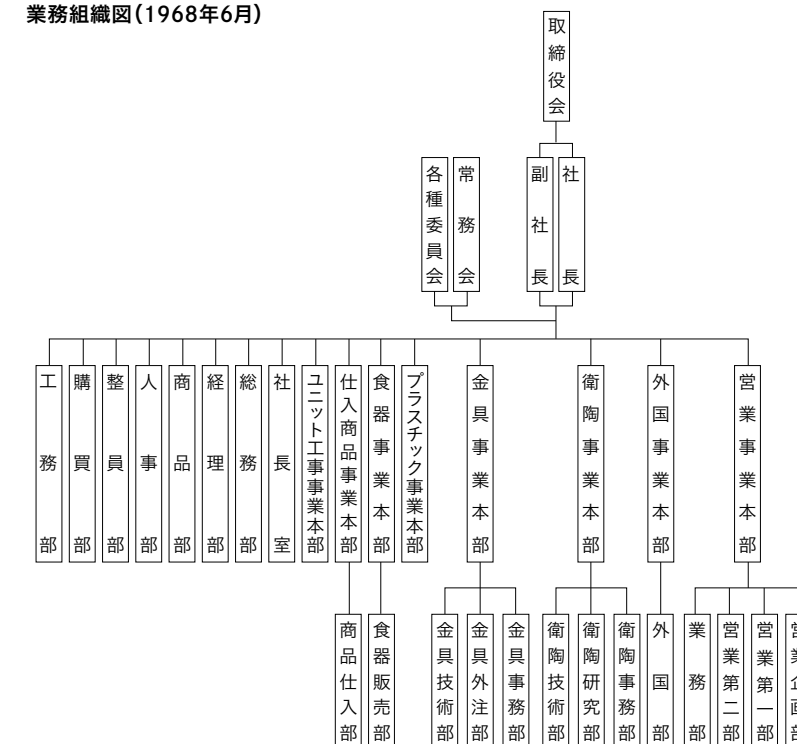 業務組織図（1968年6月）
取締役会
社長
副社長
常務会
各種委員会
営業事業本部
外国事業本部
衛陶事業本部
金具事業本部
プラスチック事業本部
食器事業本部
仕入商品事業本部
ユニット工事事業本部
社長室
総務部
経理部
商品部
人事部
整員部
購買部
工務部
営業企画部
営業第一部
営業第二部
業務部
外国部
衛陶事務部
衛陶研究部
衛陶技術部
金具事務部
金具外注部
金具技術部
食器販売部
商品仕入部